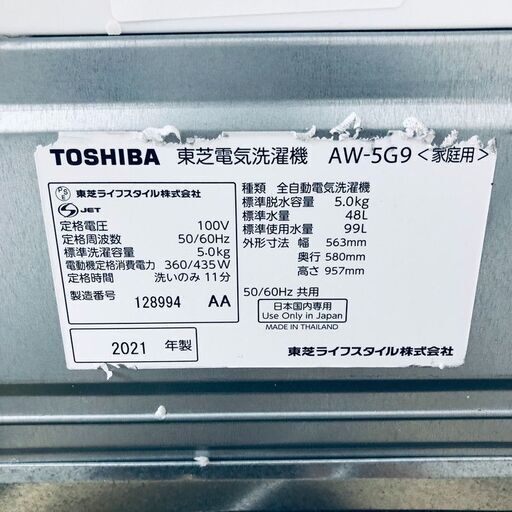 TOSHIBA 東芝電気洗濯機 AW-5G9<家庭用>
PS E 東芝ライフスタイル株式会社
S JET
定格電圧 100V
定格周波数 50/60Hz
標準洗濯容量 5.0kg
電動機定格消費電力 360/435W
定格時間 洗いのみ 11分
製造番号 128994 AA
2021 年製
種類 全自動電気洗濯機
標準脱水容量 5.0kg
標準水量 48L
標準使用水量 99L
外形寸法 幅 563mm
奥行 580mm
高さ 957mm
50/60Hz 共用
日本国内専用
Use Only in Japan
MADE IN THAILAND
東芝ライフスタイル株式会社